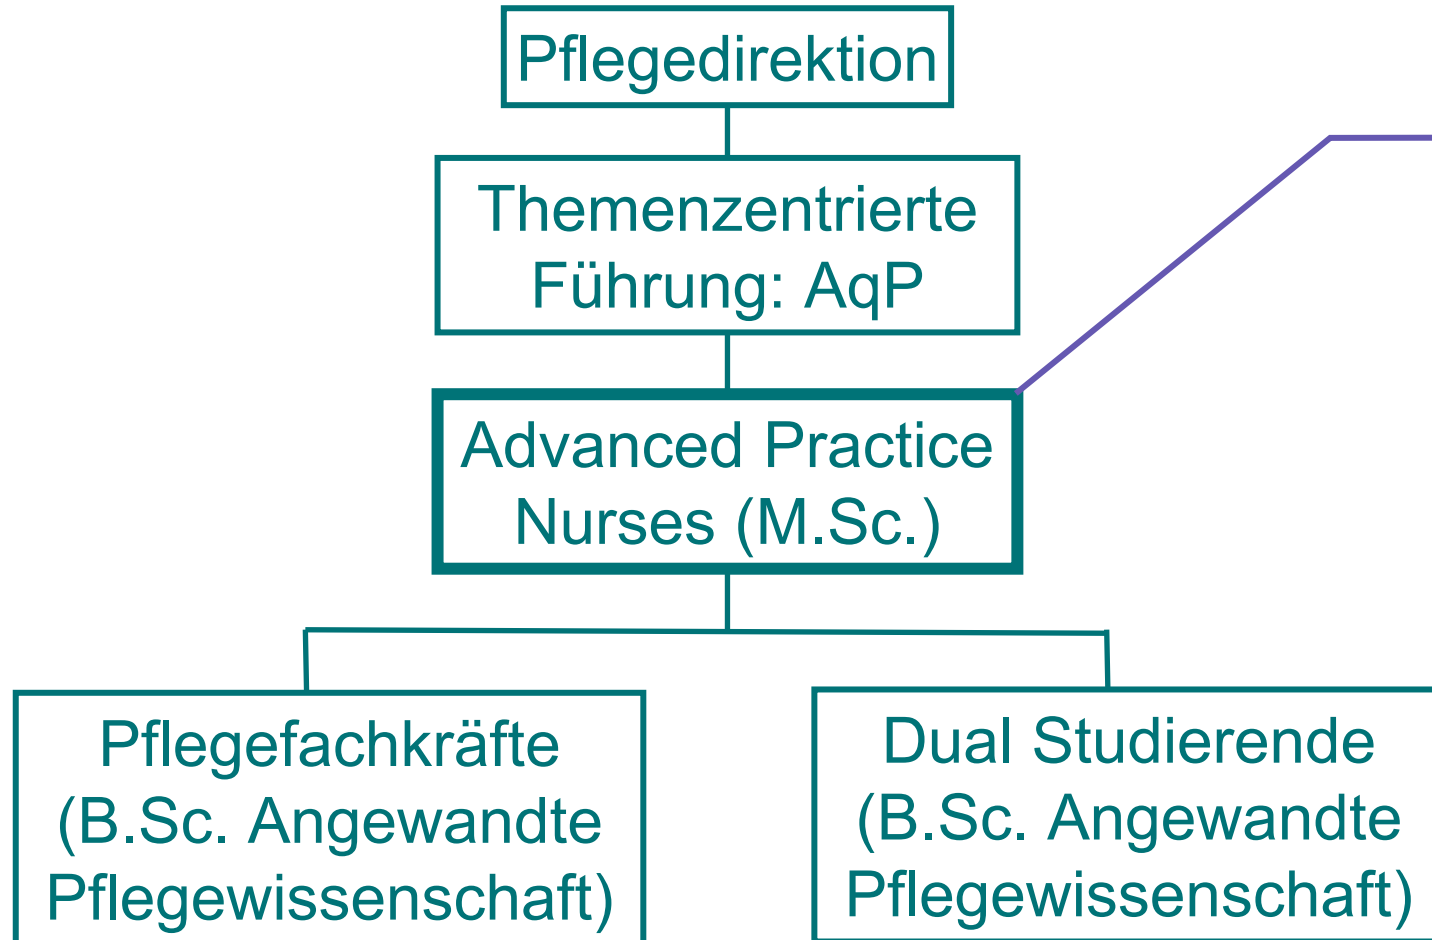 Pflegedirektion
Themenzentrierte
Führung: AqP
Advanced Practice
Nurses (M.Sc.)
Pflegefachkräfte
(B.Sc. Angewandte
Pflegewissenschaft)
Dual Studierende
(B.Sc. Angewandte
Pflegewissenschaft)